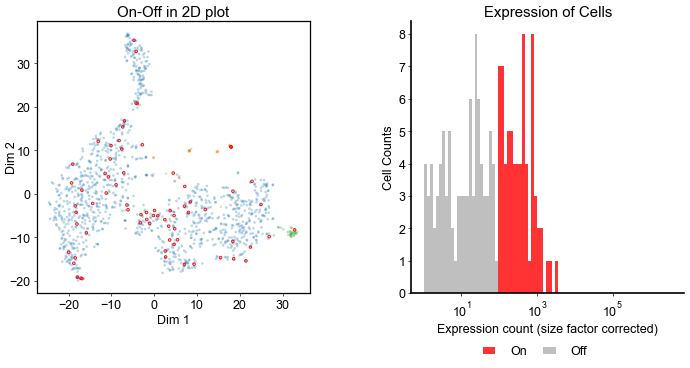 On-Off in 2D plot
Dim 2
30
20
10
0
−10
−20
−20 −10 0 10 20 30
Dim 1
Expression of Cells
Cell Counts
8
7
6
5
4
3
2
1
0
10^1 10^3 10^5
Expression count (size factor corrected)
On Off